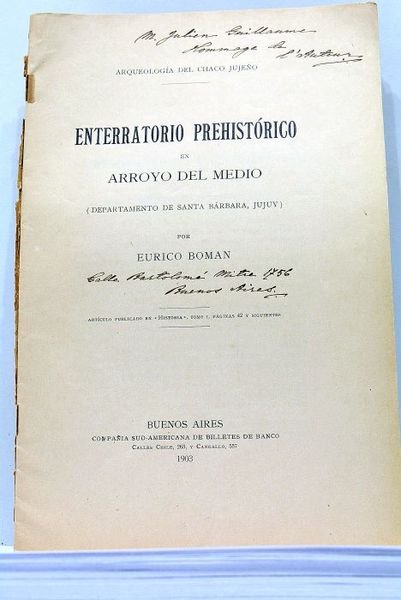 M. Julien Guillaume
Hommage de
l'Auteur
ARQUEOLOGÍA DEL CHACO JUJEÑO
ENTERRATORIO PREHISTÓRICO
EN
ARROYO DEL MEDIO
(DEPARTAMENTO DE SANTA BÁRBARA, JUJUY)
POR
EURICO BOMAN
Calle Bartolomé Mitre 1756
Buenos Aires
ARTÍCULO PUBLICADO EN «HISTORIA», TOMO I, PÁGINAS 42 Y SIGUIENTES
BUENOS AIRES
COMPAÑIA SUD-AMERICANA DE BILLETES DE BANCO
CALLES CHILE, 263, Y CANGALLO, 557
1903